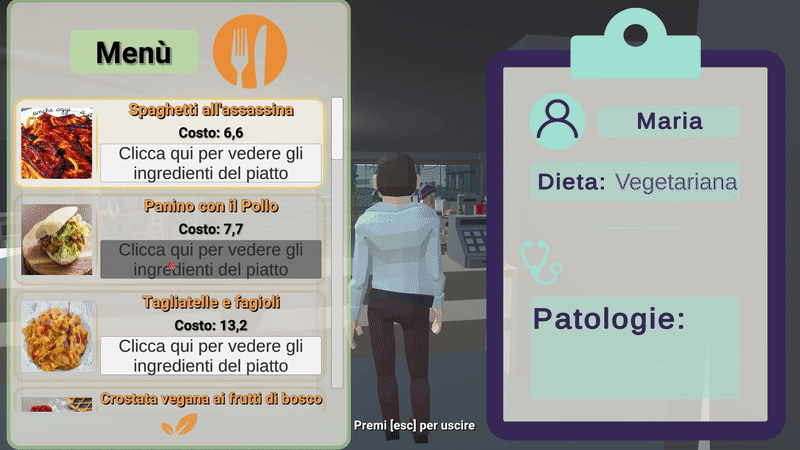 Menù
anche oggi
Spaghetti all'assassina
Costo: 6,6
Clicca qui per vedere gli
ingredienti del piatto
Panino con il Pollo
Costo: 7,7
Clicca qui per vedere gli
ingredienti del piatto
Tagliatelle e fagioli
Costo: 13,2
Clicca qui per vedere gli
ingredienti del piatto
Crostata vegana ai frutti di bosco
Premi [esc] per uscire
Maria
Dieta: Vegetariana
Patologie: